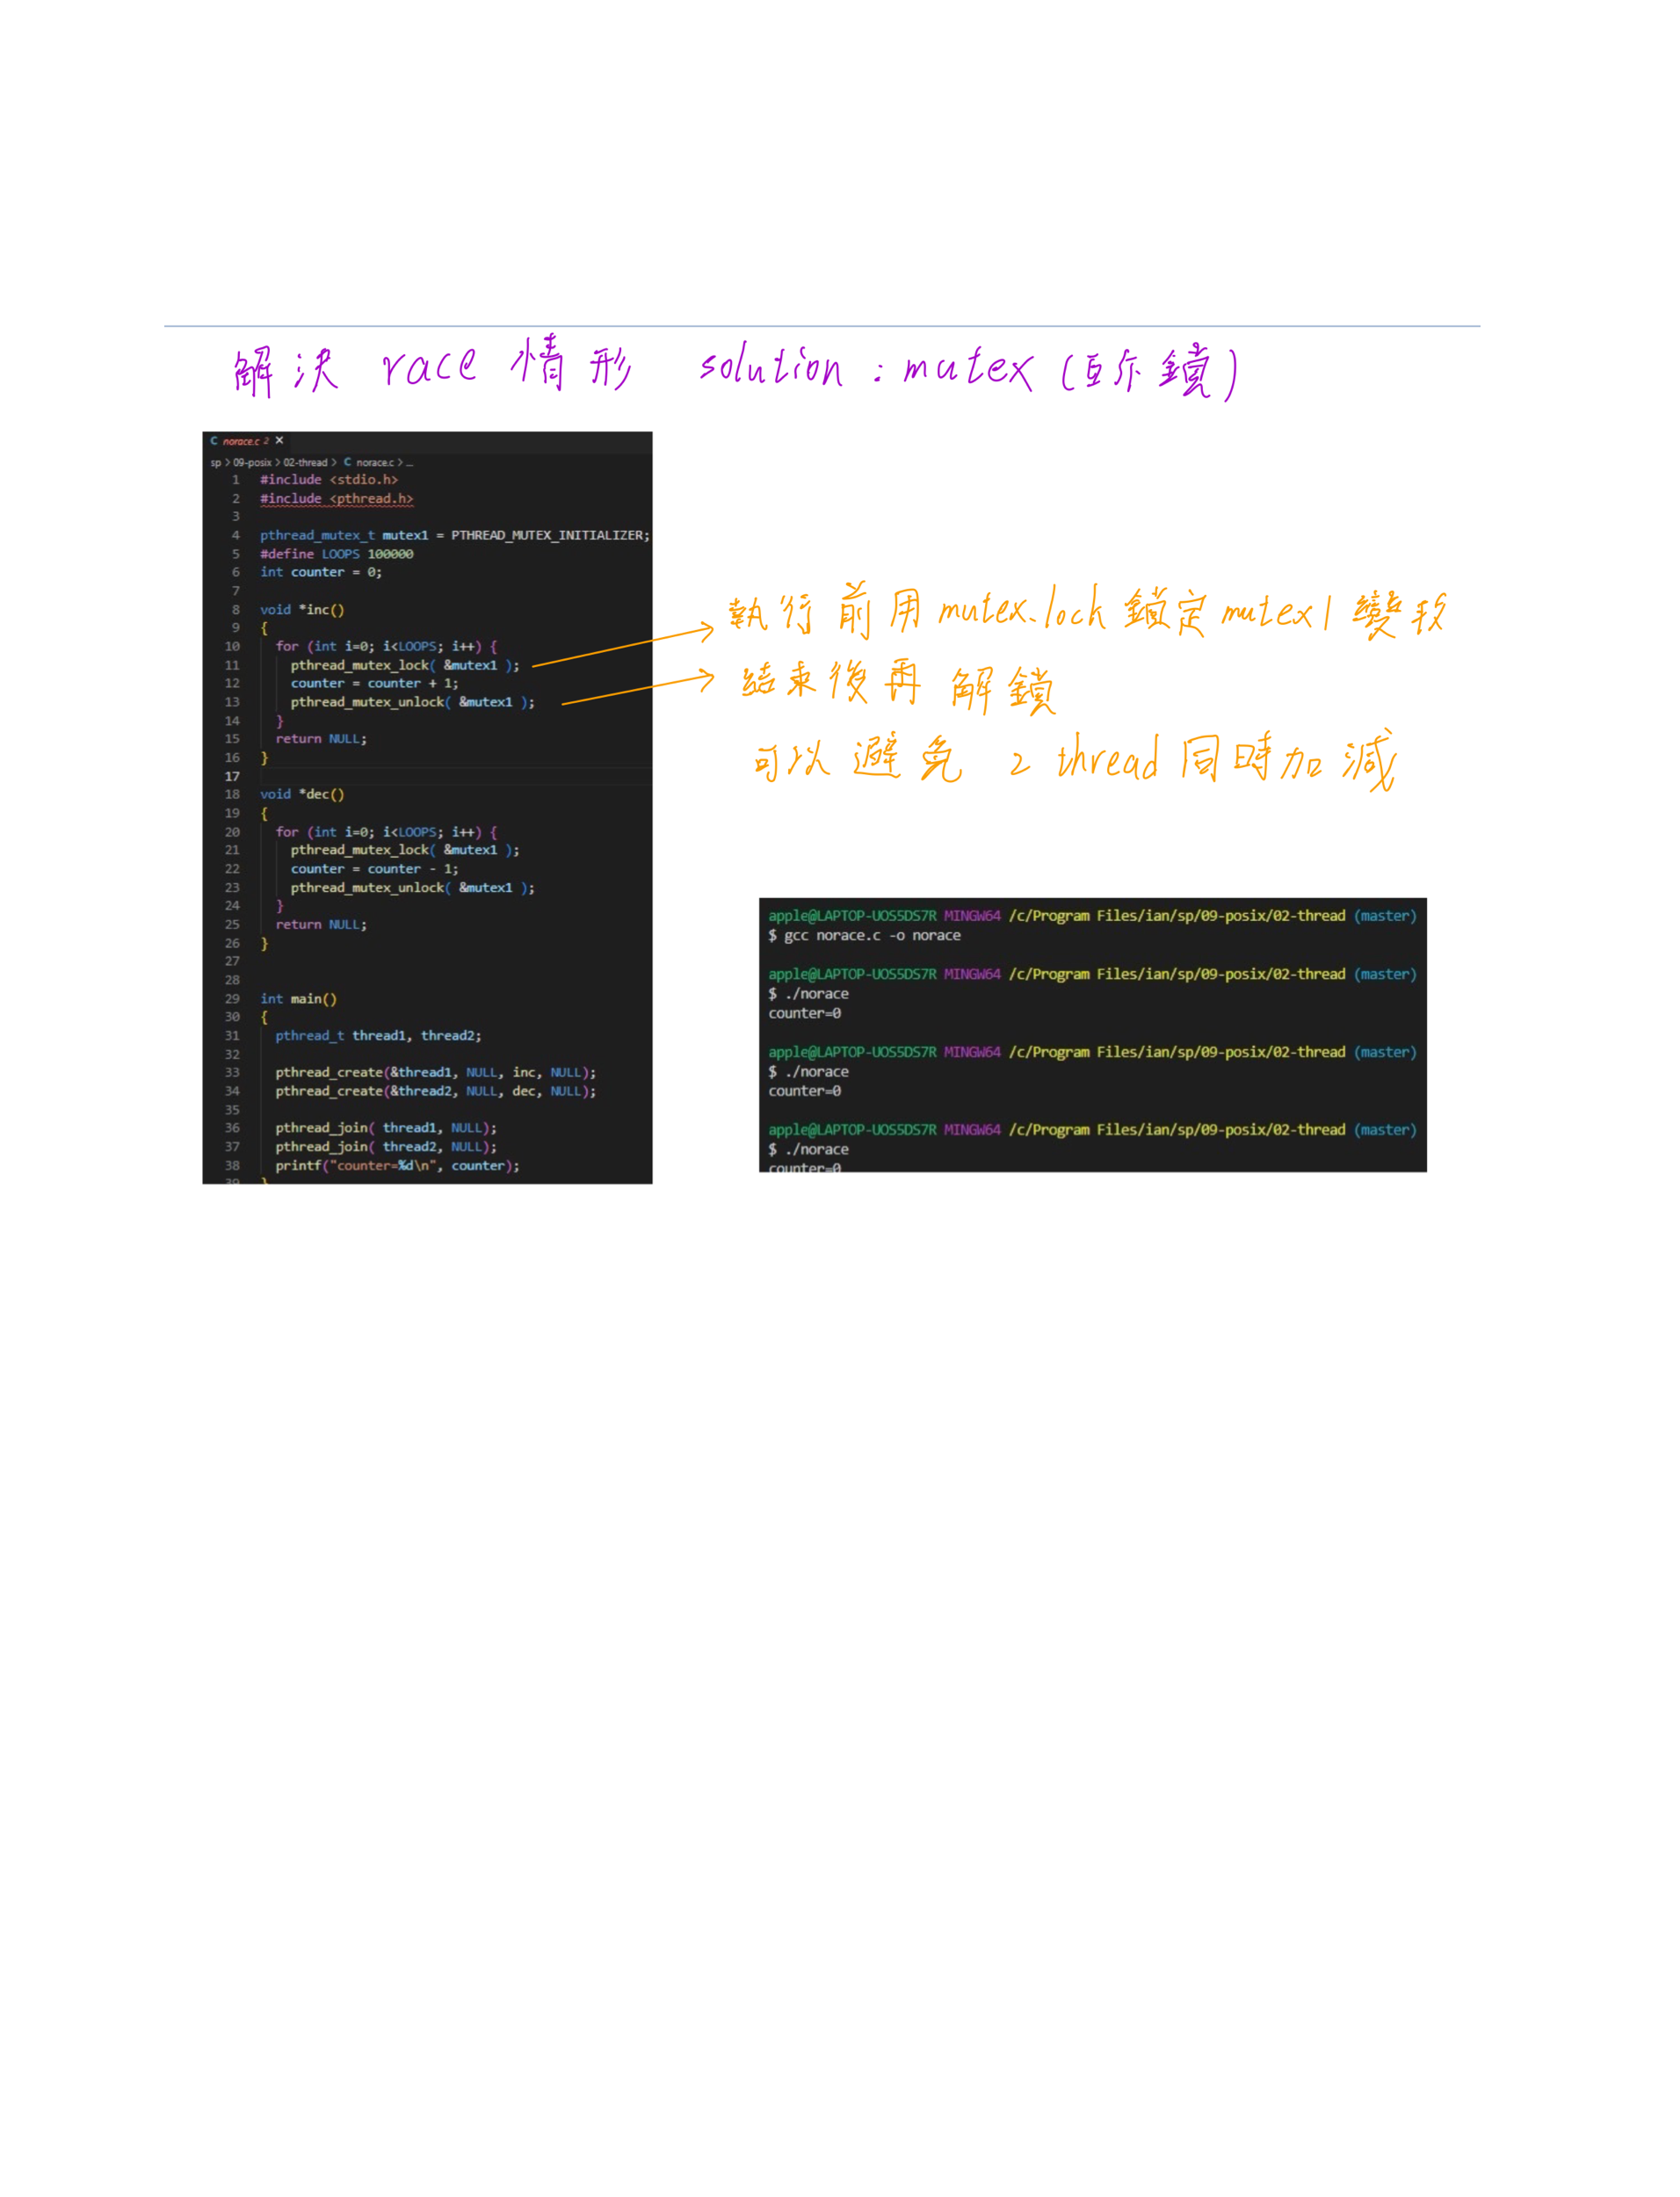 解決 race 情形 solution : mutex (互斥鎖)
C norace.c 2 ×
sp > 09-posix > 02-thread > C norace.c > ...
1 #include <stdio.h>
2 #include <pthread.h>
3
4 pthread_mutex_t mutex1 = PTHREAD_MUTEX_INITIALIZER;
5 #define LOOPS 100000
6 int counter = 0;
7
8 void *inc()
9 {
10 for (int i=0; i<LOOPS; i++) {
11 pthread_mutex_lock( &mutex1 );
12 counter = counter + 1;
13 pthread_mutex_unlock( &mutex1 );
14 }
15 return NULL;
16 }
17
18 void *dec()
19 {
20 for (int i=0; i<LOOPS; i++) {
21 pthread_mutex_lock( &mutex1 );
22 counter = counter - 1;
23 pthread_mutex_unlock( &mutex1 );
24 }
25 return NULL;
26 }
27
28
29 int main()
30 {
31 pthread_t thread1, thread2;
32
33 pthread_create(&thread1, NULL, inc, NULL);
34 pthread_create(&thread2, NULL, dec, NULL);
35
36 pthread_join( thread1, NULL);
37 pthread_join( thread2, NULL);
38 printf("counter=%d\n", counter);
39 }
執行前用 mutex.lock 鎖定 mutex1 變數
結束後再 解鎖
可以避免 2 thread 同時加減
apple@LAPTOP-UOS5DS7R MINGW64 /c/Program Files/ian/sp/09-posix/02-thread (master)
$ gcc norace.c -o norace
apple@LAPTOP-UOS5DS7R MINGW64 /c/Program Files/ian/sp/09-posix/02-thread (master)
$ ./norace
counter=0
apple@LAPTOP-UOS5DS7R MINGW64 /c/Program Files/ian/sp/09-posix/02-thread (master)
$ ./norace
counter=0
apple@LAPTOP-UOS5DS7R MINGW64 /c/Program Files/ian/sp/09-posix/02-thread (master)
$ ./norace
counter=0